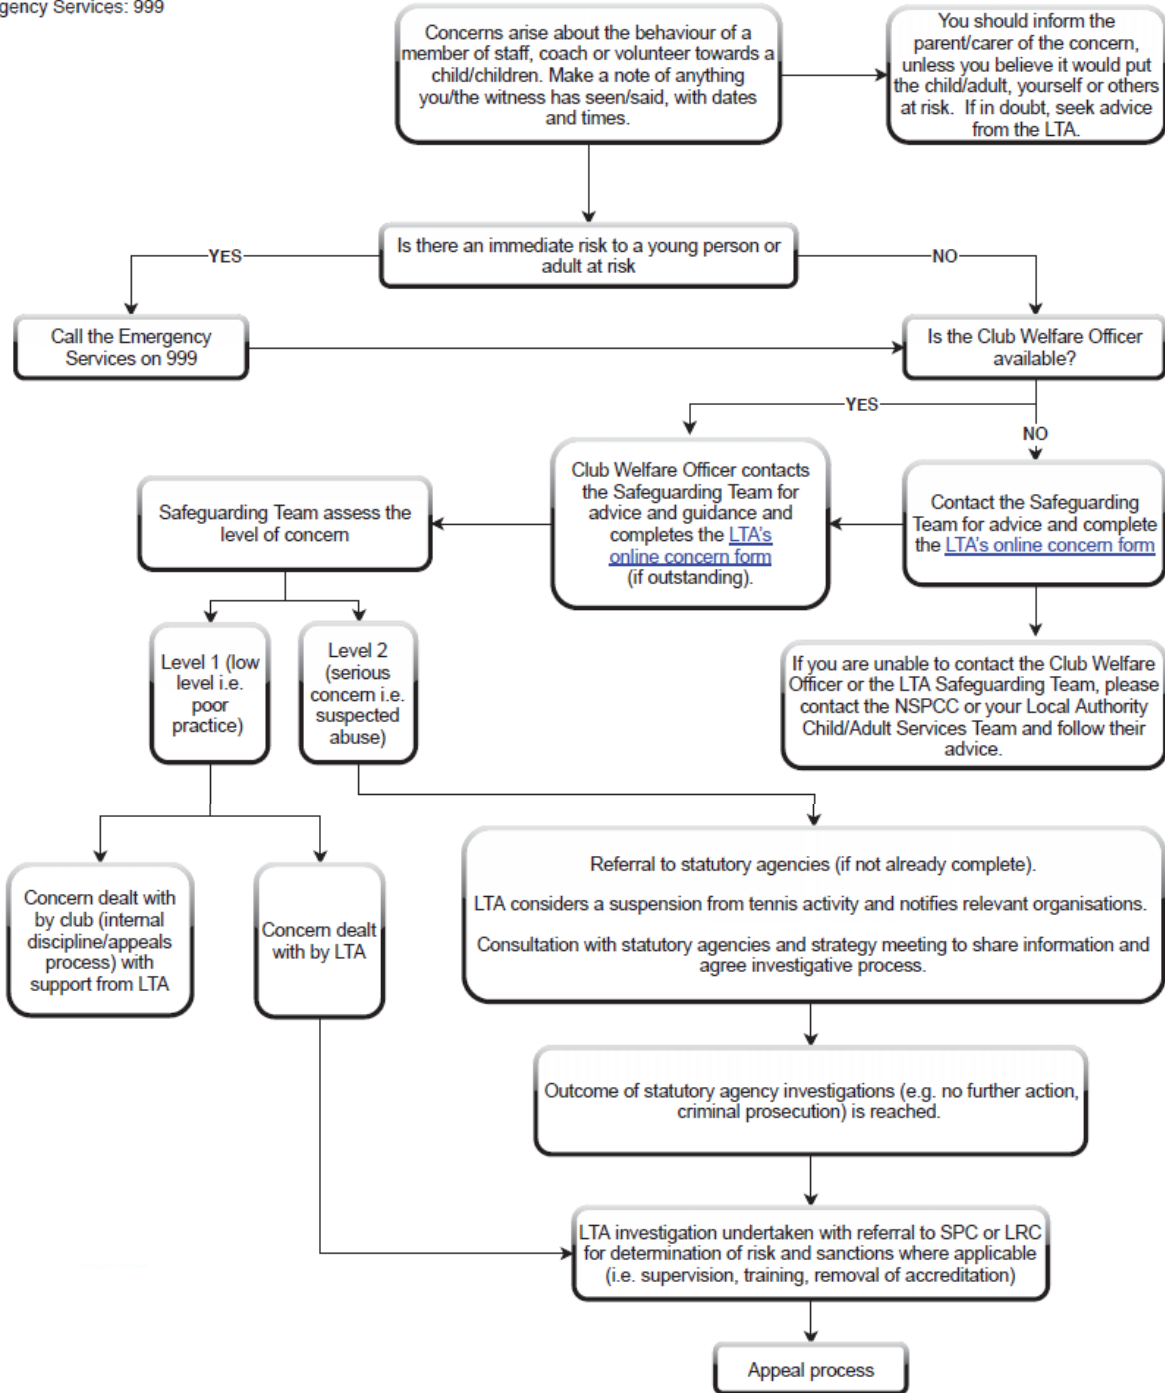 gency Services: 999
Concerns arise about the behaviour of a
member of staff, coach or volunteer towards a
child/children. Make a note of anything
you/the witness has seen/said, with dates
and times.
You should inform the
parent/carer of the concern,
unless you believe it would put
the child/adult, yourself or others
at risk. If in doubt, seek advice
from the LTA.
Is there an immediate risk to a young person or
adult at risk
YES
NO
Call the Emergency
Services on 999
Is the Club Welfare Officer
available?
YES
NO
Club Welfare Officer contacts
the Safeguarding Team for
advice and guidance and
completes the LTA's
online concern form
(if outstanding).
Contact the Safeguarding
Team for advice and complete
the LTA's online concern form
Safeguarding Team assess the
level of concern
Level 1 (low
level i.e.
poor
practice)
Level 2
(serious
concern i.e.
suspected
abuse)
If you are unable to contact the Club Welfare
Officer or the LTA Safeguarding Team, please
contact the NSPCC or your Local Authority
Child/Adult Services Team and follow their
advice.
Concern dealt with
by club (internal
discipline/appeals
process) with
support from LTA
Concern dealt
with by LTA
Referral to statutory agencies (if not already complete).
LTA considers a suspension from tennis activity and notifies relevant organisations.
Consultation with statutory agencies and strategy meeting to share information and
agree investigative process.
Outcome of statutory agency investigations (e.g. no further action,
criminal prosecution) is reached.
LTA investigation undertaken with referral to SPC or LRC
for determination of risk and sanctions where applicable
(i.e. supervision, training, removal of accreditation)
Appeal process